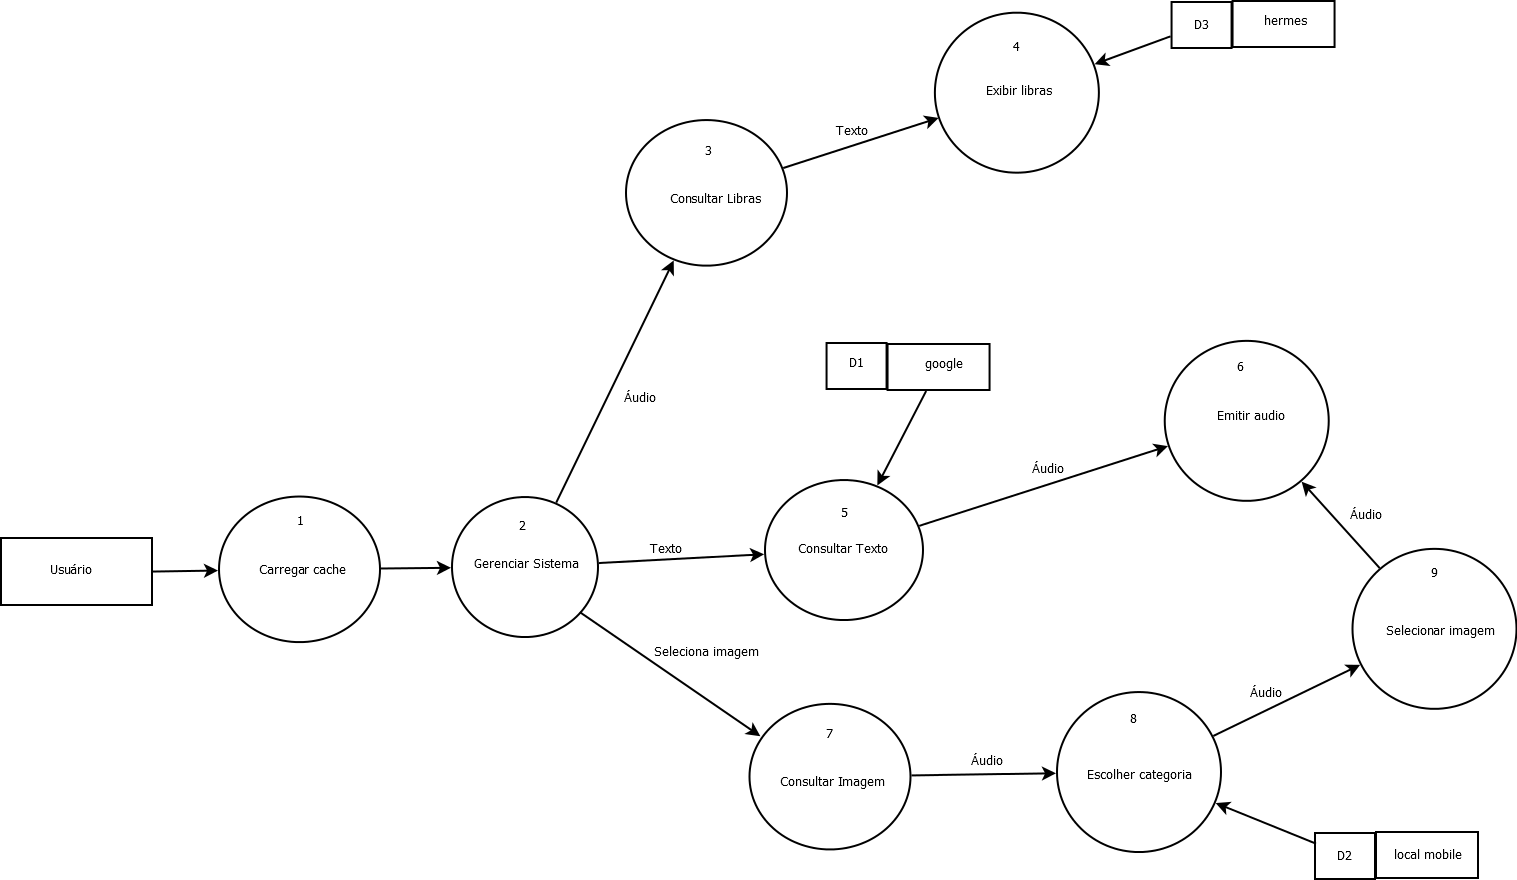 D3
hermes
4
Exibir libras
Texto
3
Consultar Libras
Áudio
D1
google
6
Emitir audio
Áudio
5
Consultar Texto
Áudio
1
Carregar cache
2
Gerenciar Sistema
Texto
Usuário
9
Selecionar imagem
Seleciona imagem
Áudio
7
Consultar Imagem
Áudio
8
Escolher categoria
D2
local mobile